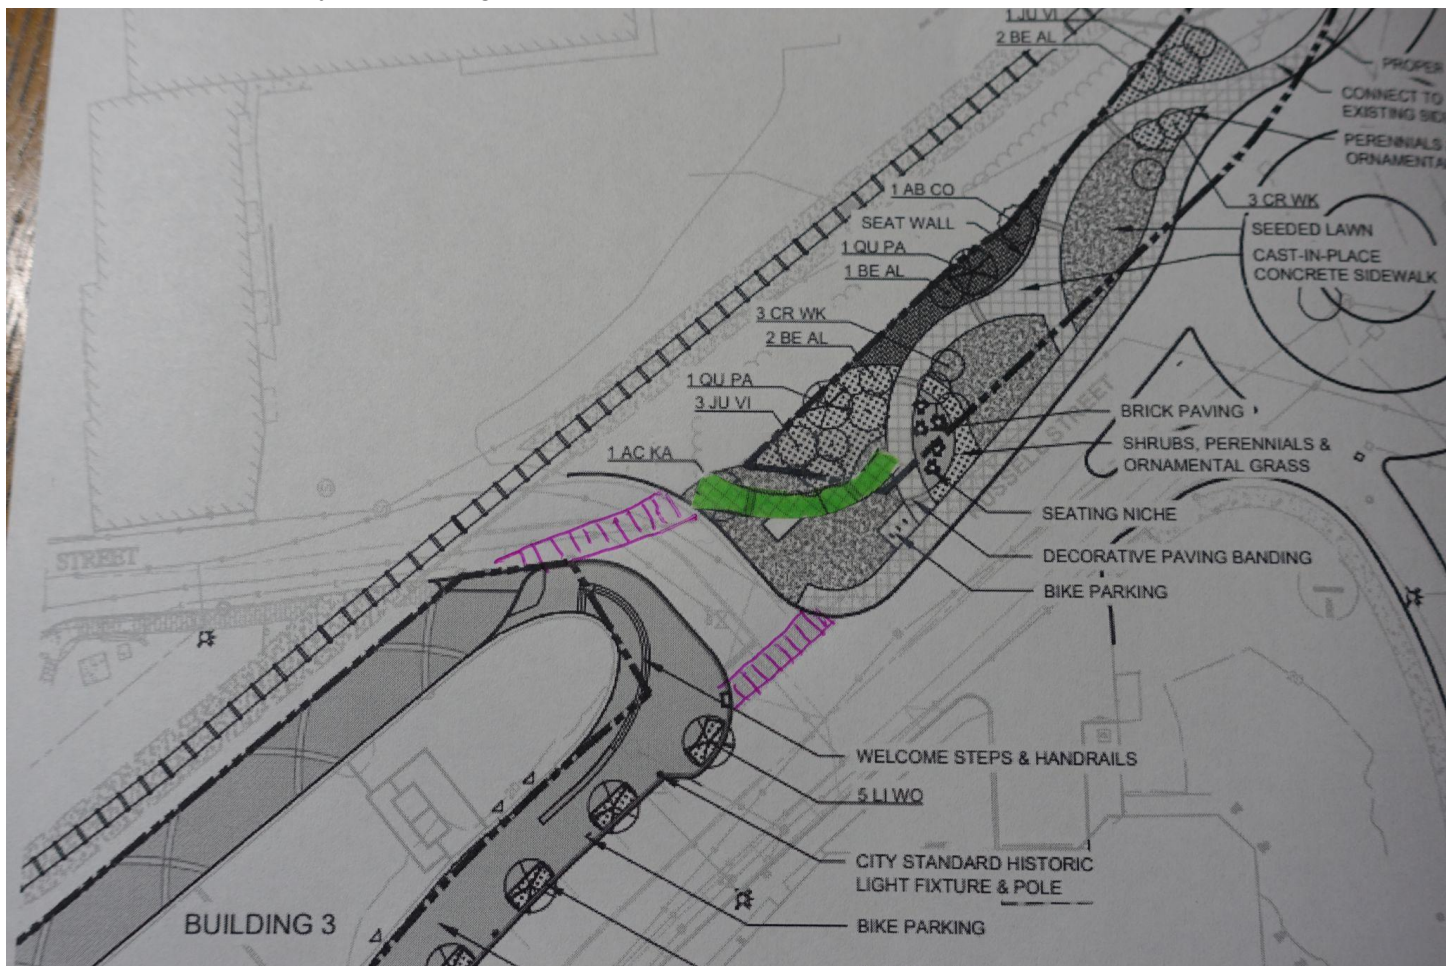 1 JU VI
2 BE AL
PROPER
CONNECT TO
EXISTING SID
PERENNIALS
ORNAMENTA
1 AB CO
SEAT WALL
3 CR WK
SEEDED LAWN
1 QU PA
1 BE AL
CAST-IN-PLACE
CONCRETE SIDEWALK
3 CR WK
2 BE AL
1 QU PA
3 JU VI
BRICK PAVING
SHRUBS, PERENNIALS &
ORNAMENTAL GRASS
1 AC KA
SEATING NICHE
STREET
DECORATIVE PAVING BANDING
BIKE PARKING
WELCOME STEPS & HANDRAILS
5 LI WO
CITY STANDARD HISTORIC
LIGHT FIXTURE & POLE
BUILDING 3
BIKE PARKING